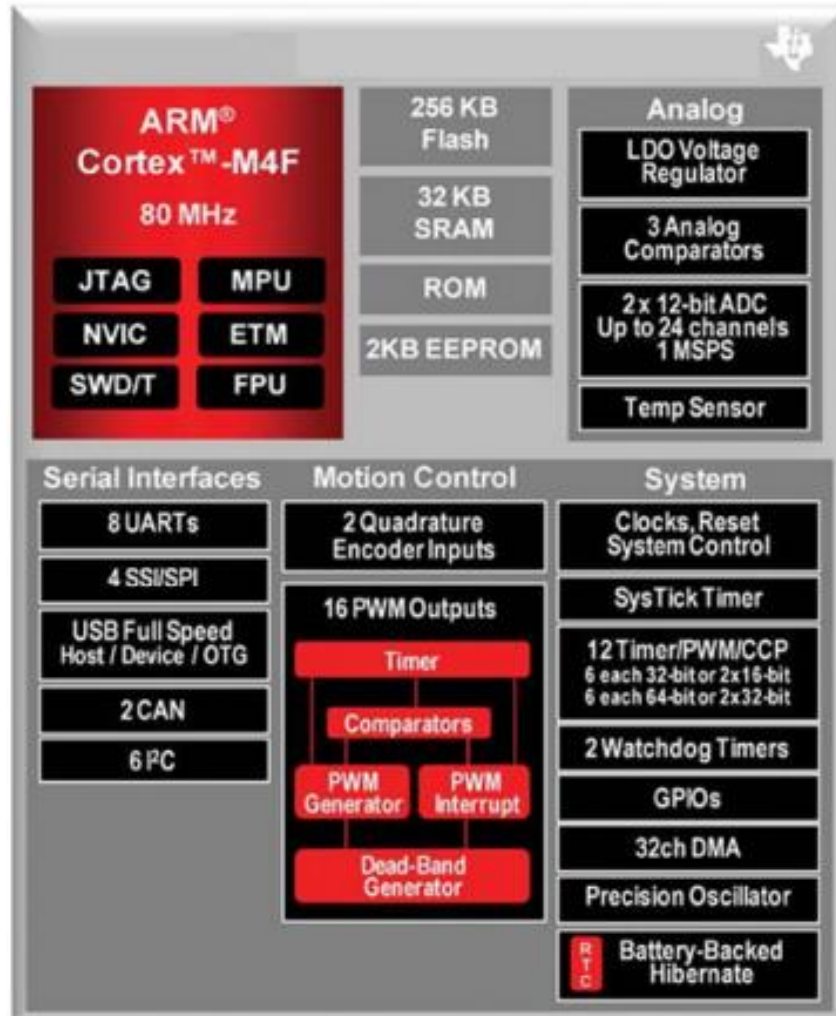 ARM®
Cortex™-M4F
80 MHz
JTAG
MPU
NVIC
ETM
SWD/T
FPU
256 KB
Flash
32 KB
SRAM
ROM
2KB EEPROM
Analog
LDO Voltage
Regulator
3 Analog
Comparators
2 x 12-bit ADC
Up to 24 channels
1 MSPS
Temp Sensor
Serial Interfaces
8 UARTs
4 SSI/SPI
USB Full Speed
Host / Device / OTG
2 CAN
6 I²C
Motion Control
2 Quadrature
Encoder Inputs
16 PWM Outputs
Timer
Comparators
PWM
Generator
PWM
Interrupt
Dead-Band
Generator
System
Clocks, Reset
System Control
SysTick Timer
12 Timer/PWM/CCP
6 each 32-bit or 2x16-bit
6 each 64-bit or 2x32-bit
2 Watchdog Timers
GPIOs
32ch DMA
Precision Oscillator
RTC
Battery-Backed
Hibernate